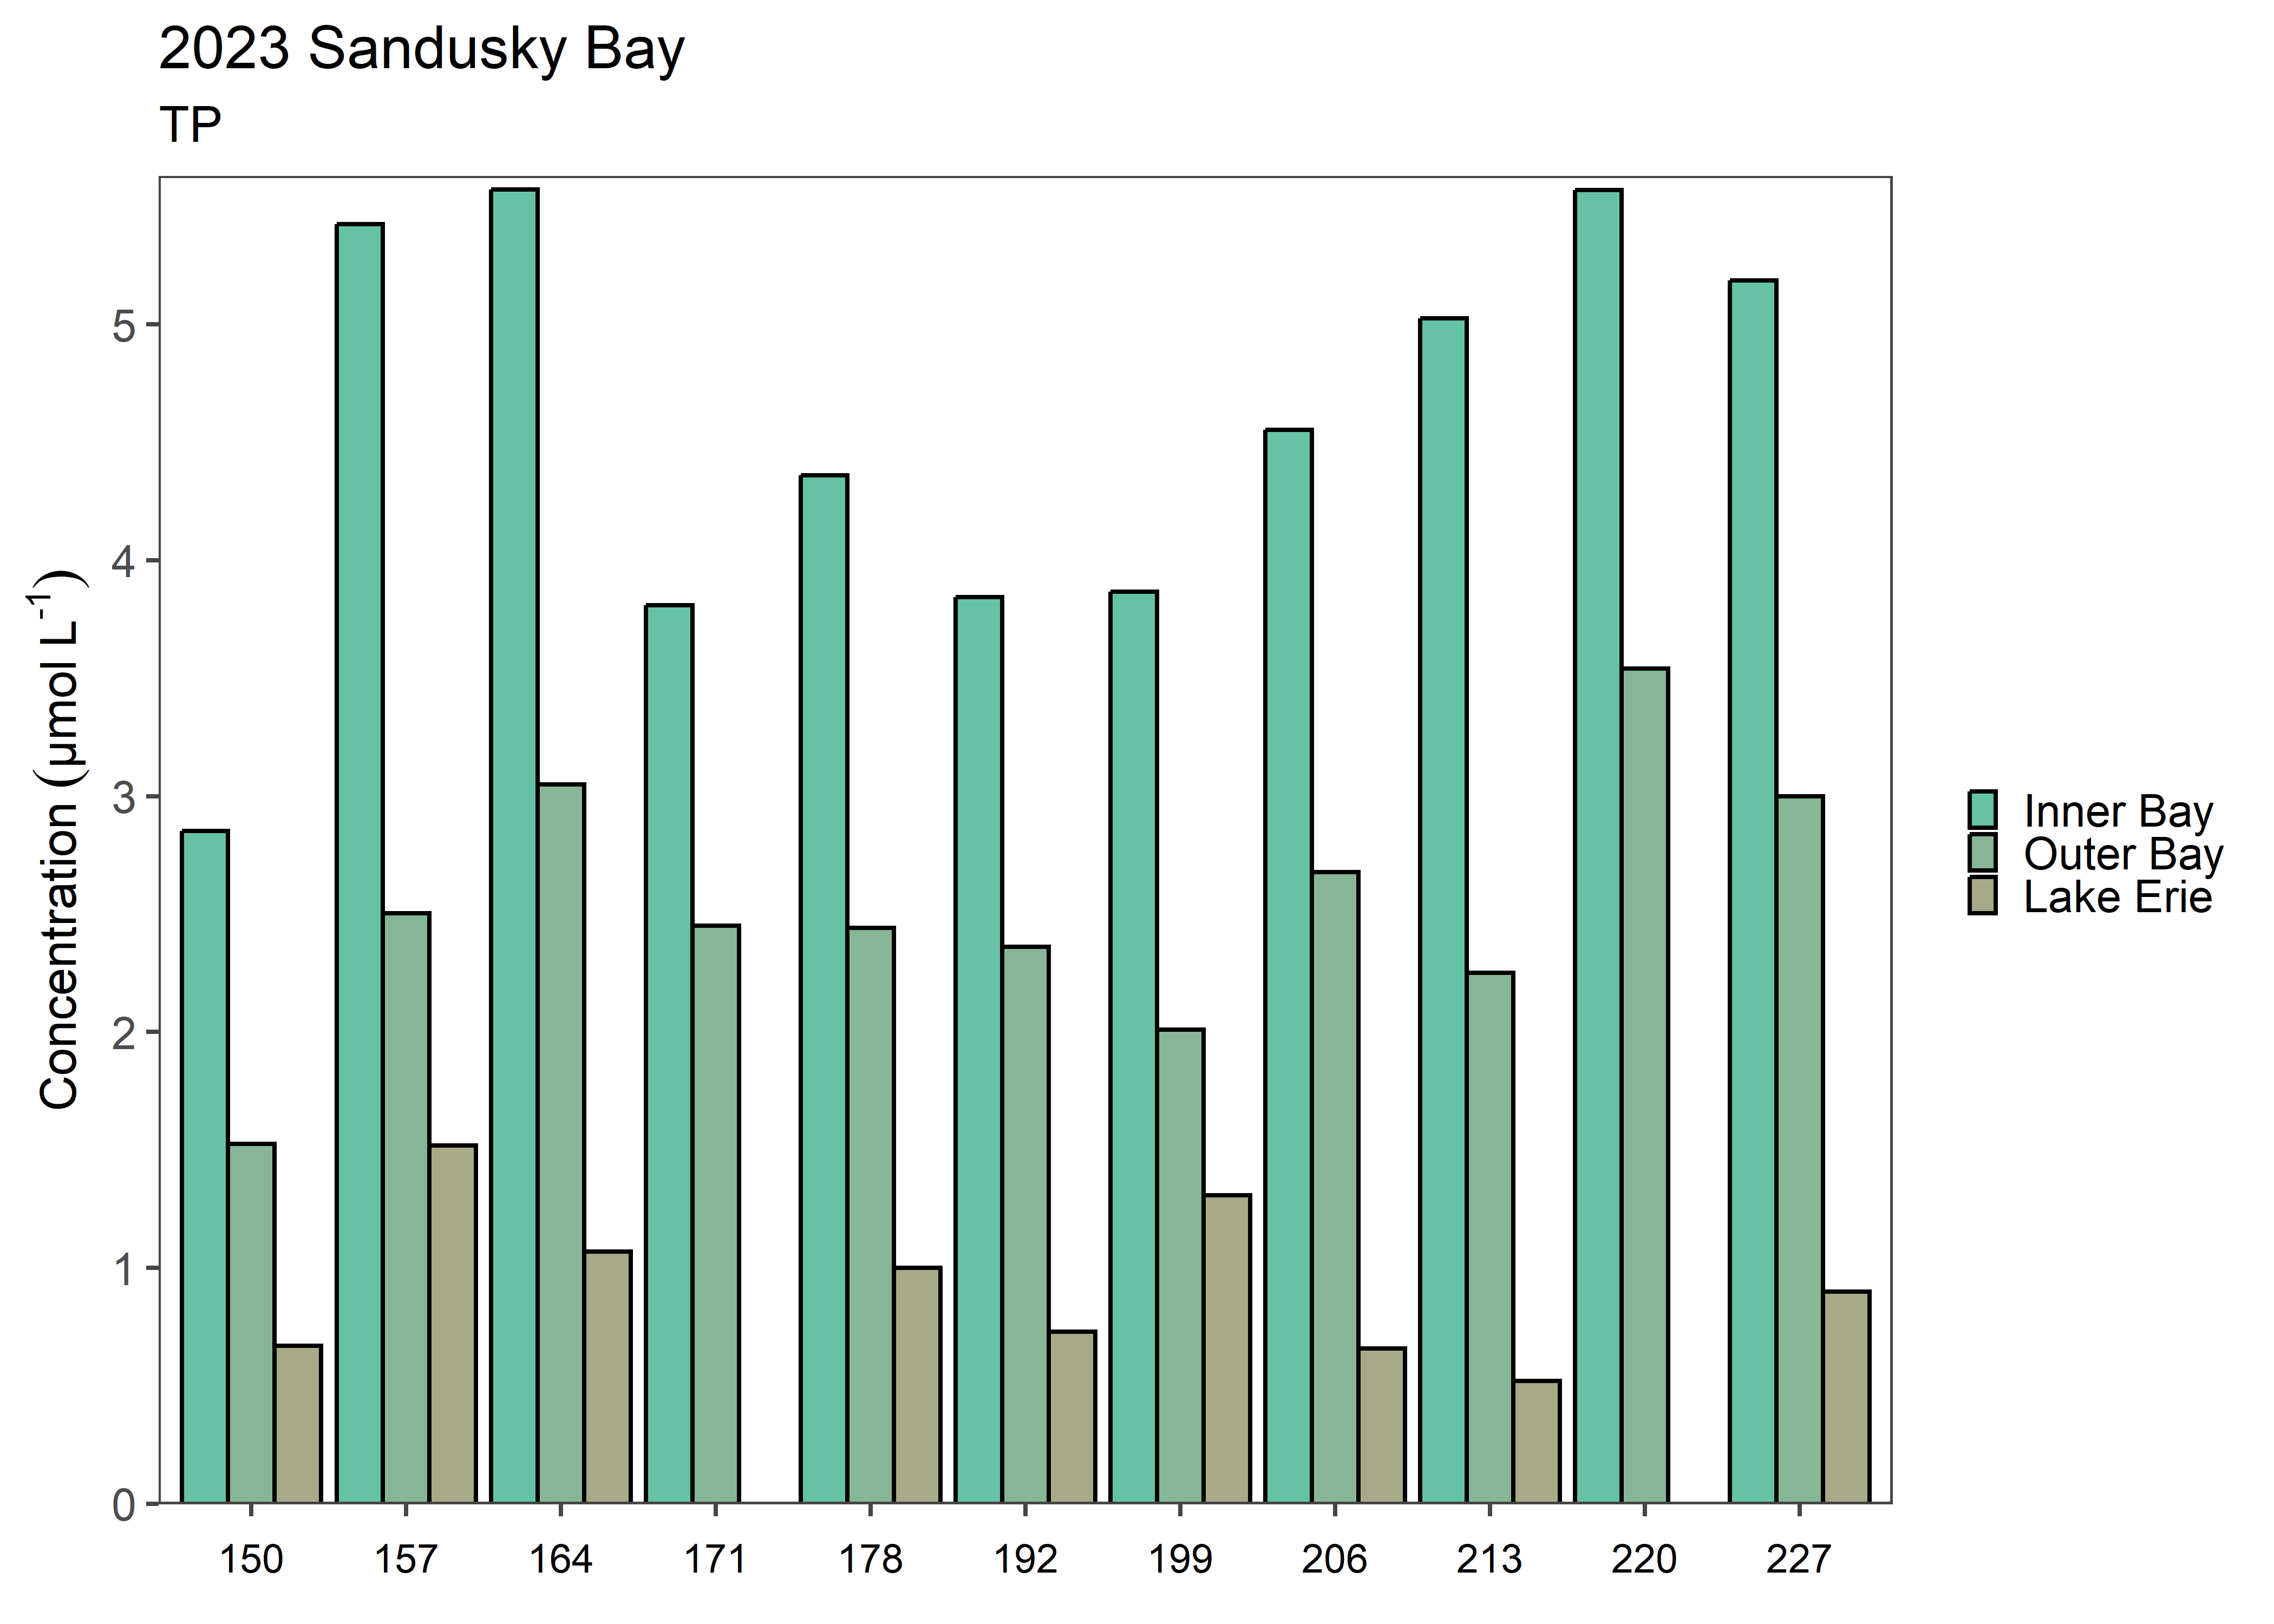 2023 Sandusky Bay
TP
Concentration (µmol L⁻¹)
5
4
3
2
1
0
150 157 164 171 178 192 199 206 213 220 227
Inner Bay
Outer Bay
Lake Erie